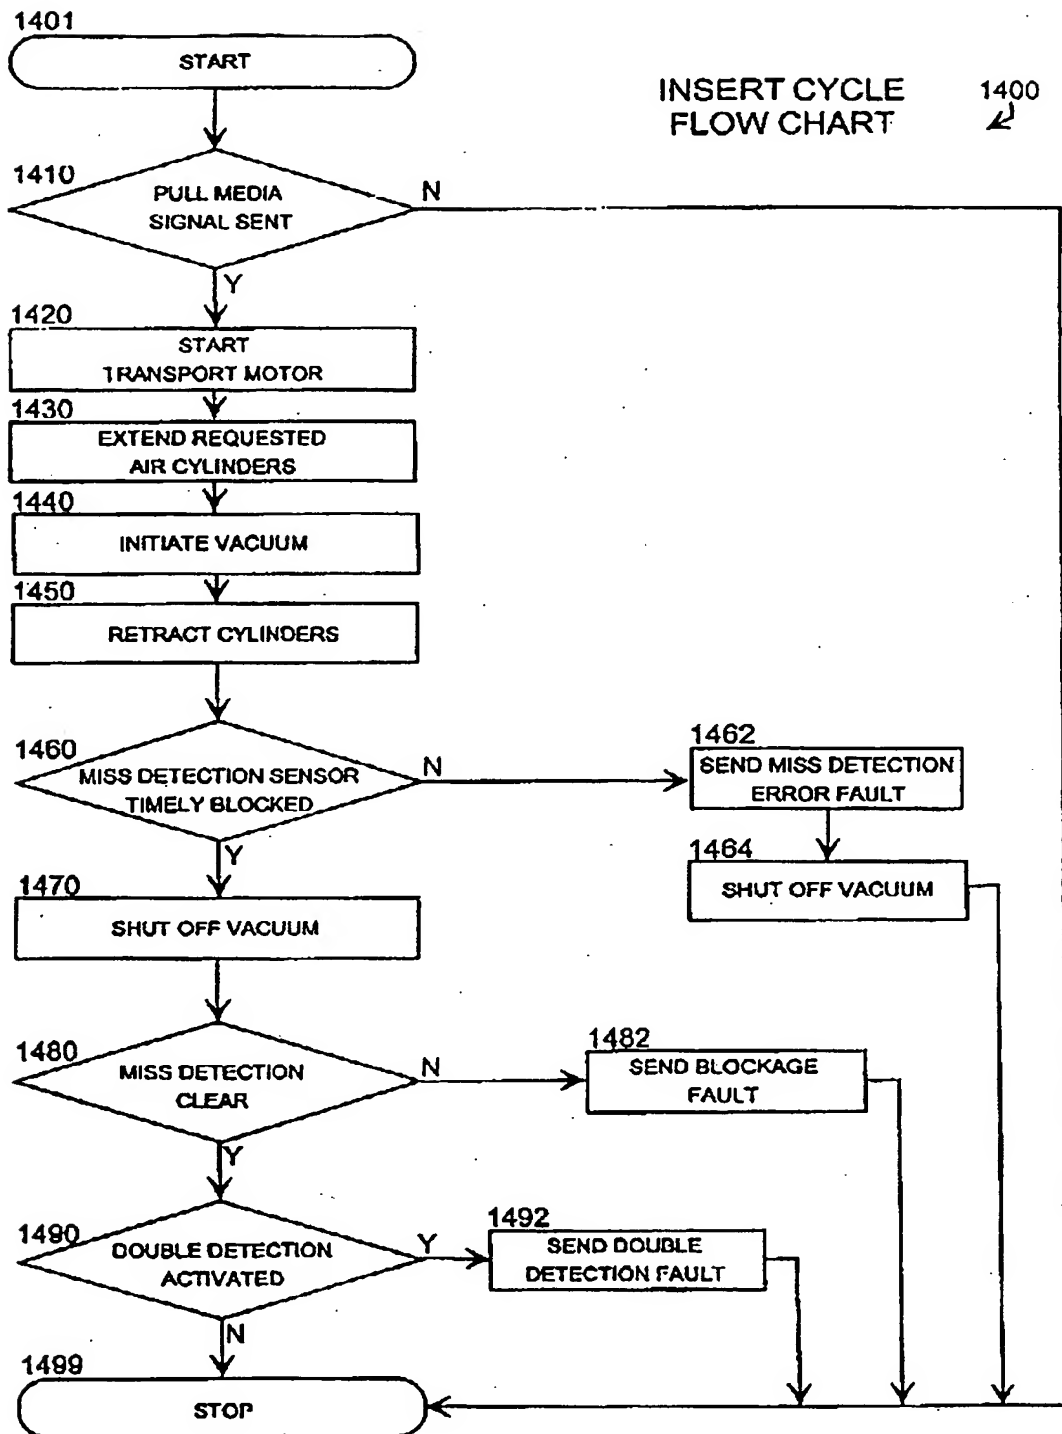 1401
START
INSERT CYCLE
FLOW CHART
1400
1410
PULL MEDIA
SIGNAL SENT
N
Y
1420
START
TRANSPORT MOTOR
1430
EXTEND REQUESTED
AIR CYLINDERS
1440
INITIATE VACUUM
1450
RETRACT CYLINDERS
1460
MISS DETECTION SENSOR
TIMELY BLOCKED
N
Y
1462
SEND MISS DETECTION
ERROR FAULT
1464
SHUT OFF VACUUM
1470
SHUT OFF VACUUM
1480
MISS DETECTION
CLEAR
N
Y
1482
SEND BLOCKAGE
FAULT
1490
DOUBLE DETECTION
ACTIVATED
Y
N
1492
SEND DOUBLE
DETECTION FAULT
1499
STOP